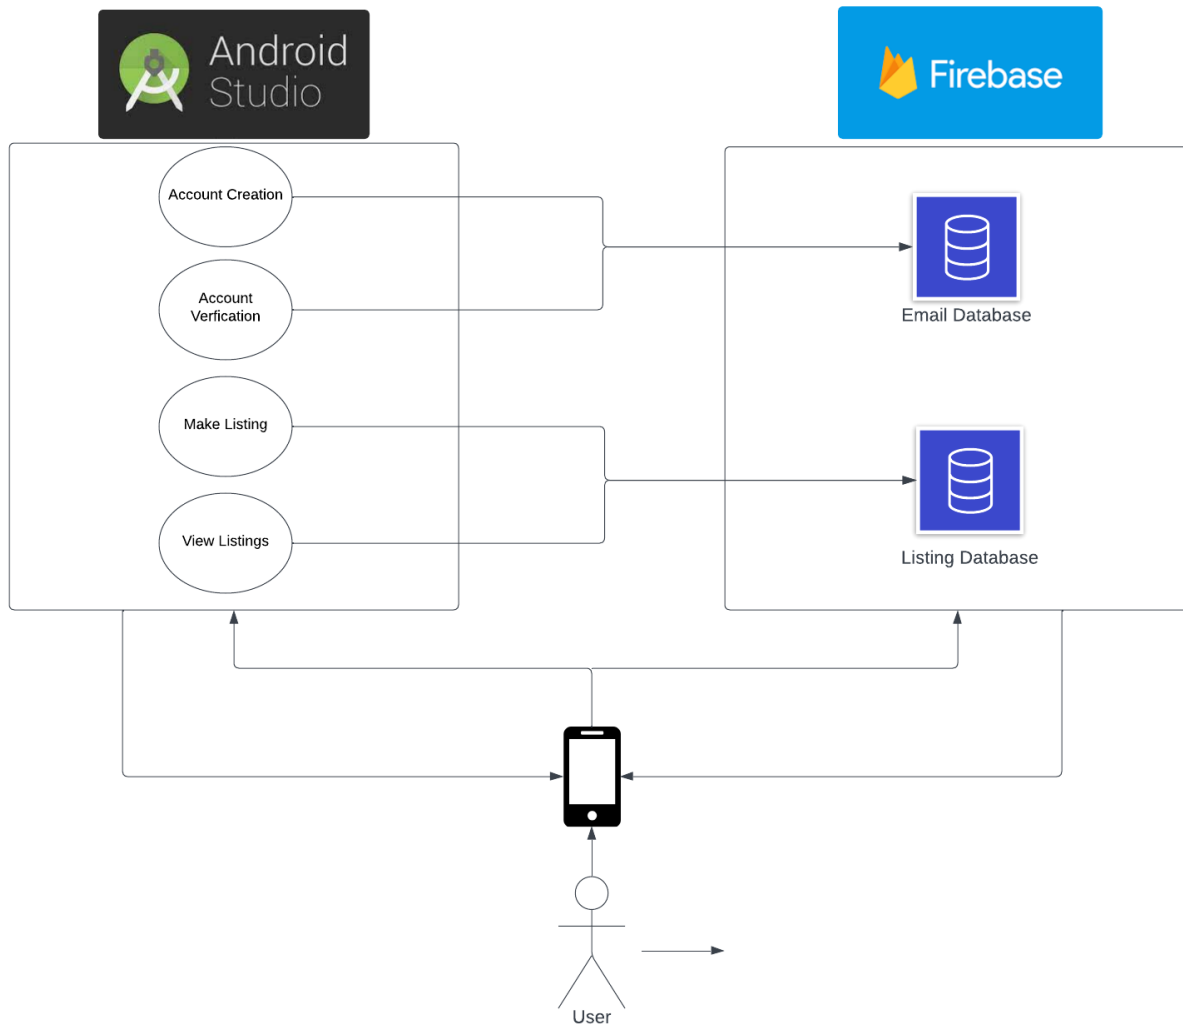 Android
Studio
Firebase
Account Creation
Account
Verfication
Make Listing
View Listings
Email Database
Listing Database
User